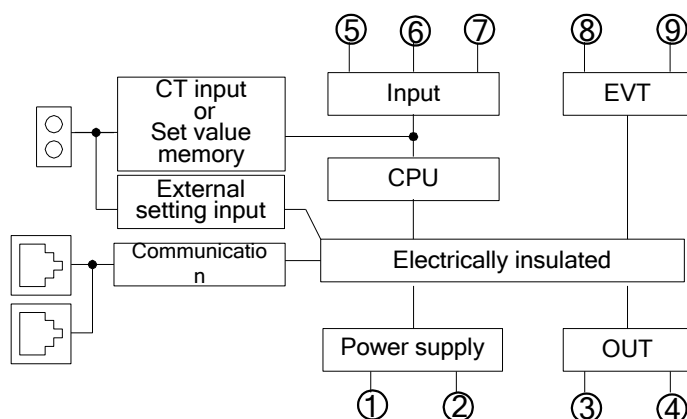 ⑤ ⑥ ⑦ ⑧ ⑨
CT input
or
Set value
memory
Input
EVT
CPU
External
setting input
Communicatio
n
Electrically insulated
Power supply
OUT
① ② ③ ④